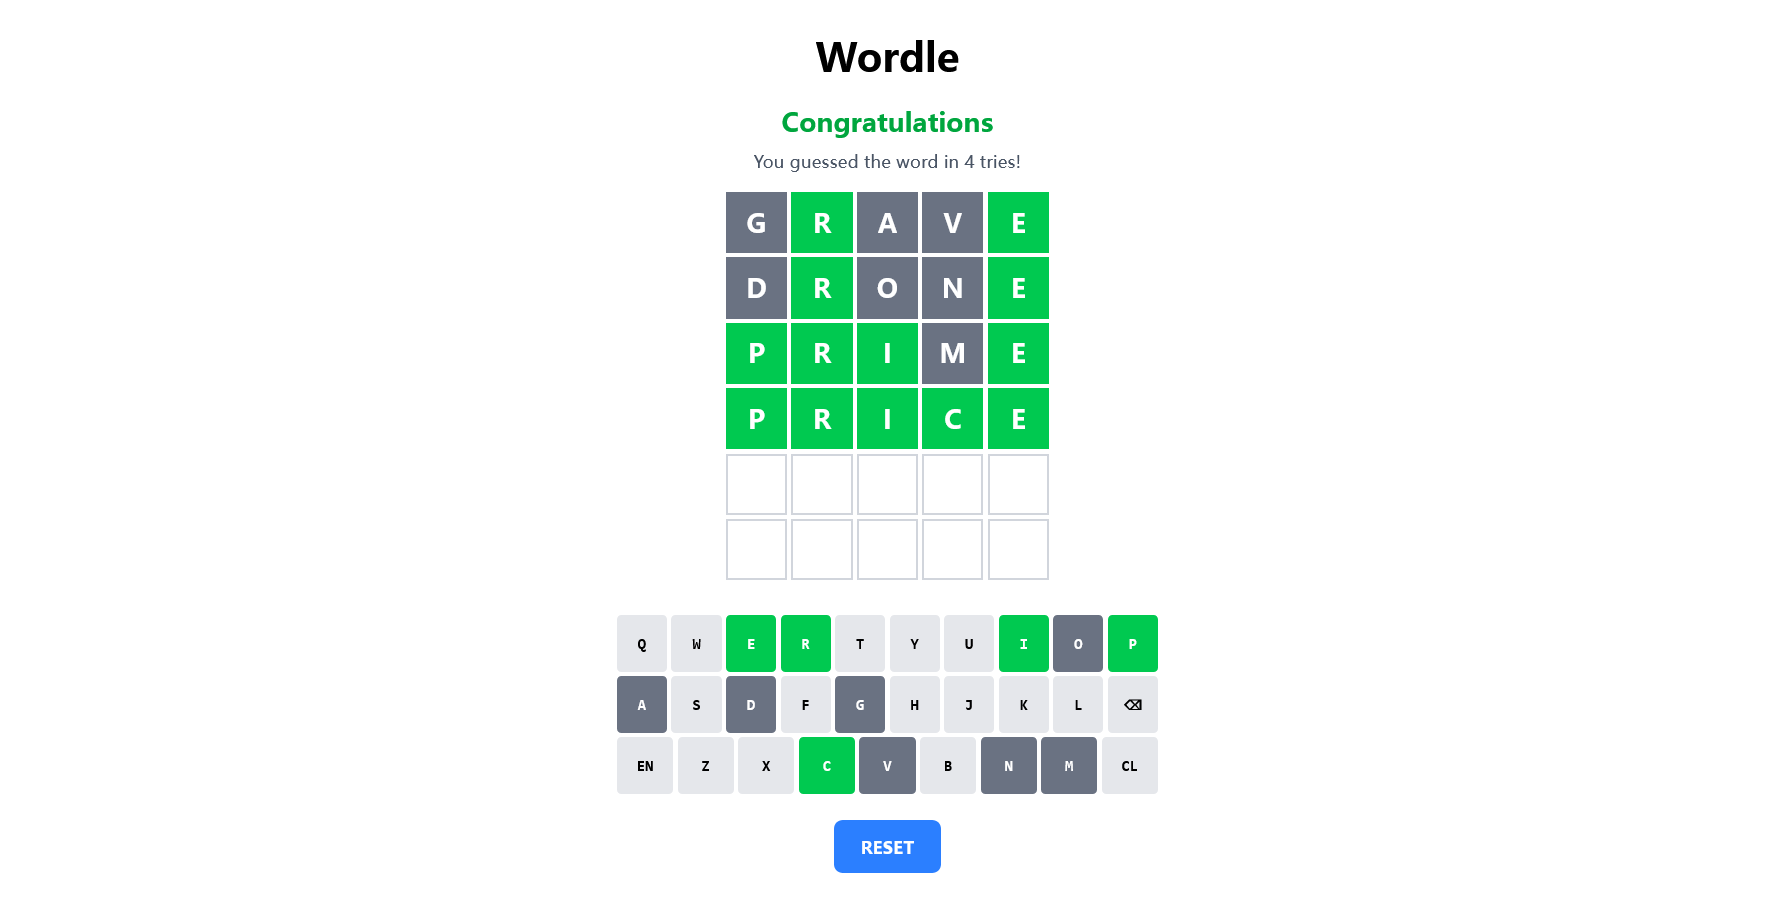 Wordle
Congratulations
You guessed the word in 4 tries!
G R A V E
D R O N E
P R I M E
P R I C E
Q W E R T Y U I O P
A S D F G H J K L ⌫
EN Z X C V B N M CL
RESET